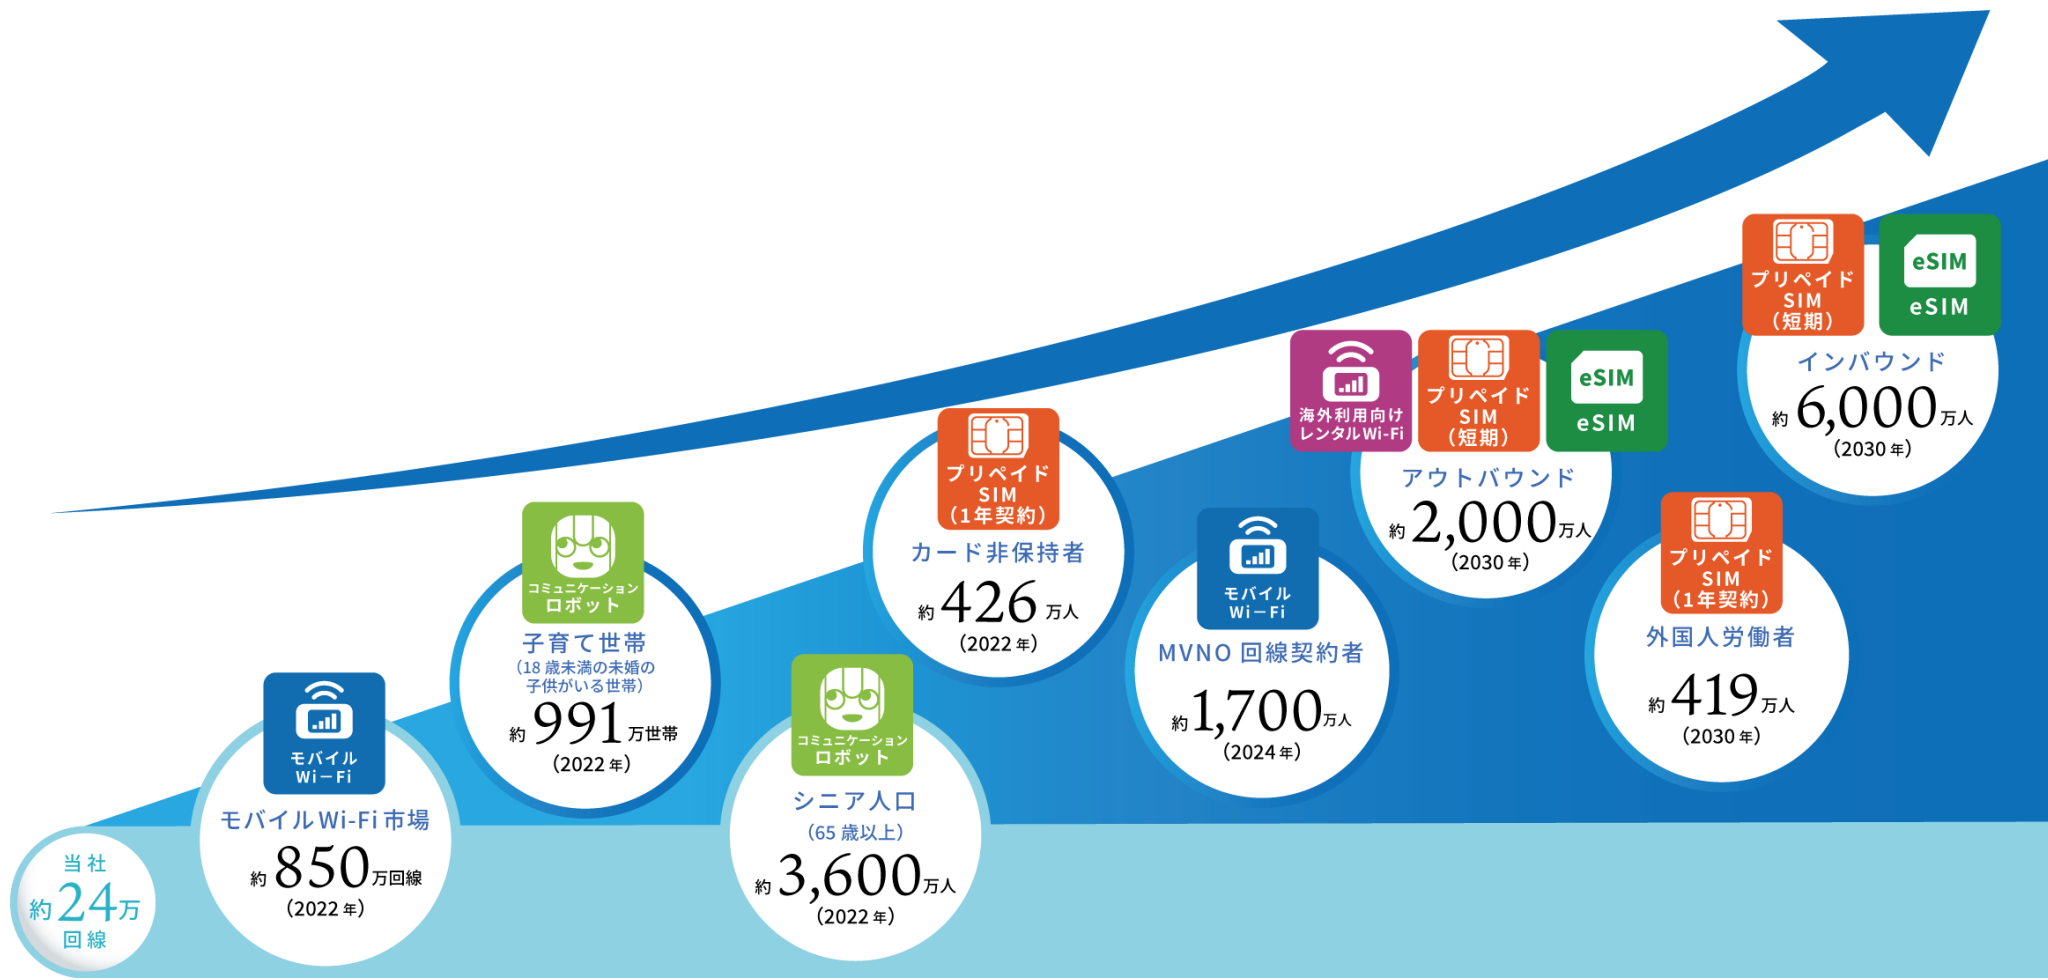 当社
約24万
回線
モバイル
Wi−Fi
モバイルWi-Fi市場
約850万回線
（2022年）
コミュニケーション
ロボット
子育て世帯
（18歳未満の未婚の
子供がいる世帯）
約991万世帯
（2022年）
コミュニケーション
ロボット
シニア人口
（65歳以上）
約3,600万人
（2022年）
プリペイド
SIM
（1年契約）
カード非保持者
約426万人
（2022年）
モバイル
Wi−Fi
MVNO回線契約者
約1,700万人
（2024年）
海外利用向け
レンタルWi-Fi
プリペイド
SIM
（短期）
eSIM
eSIM
アウトバウンド
約2,000万人
（2030年）
プリペイド
SIM
（1年契約）
外国人労働者
約419万人
（2030年）
プリペイド
SIM
（短期）
eSIM
eSIM
インバウンド
約6,000万人
（2030年）